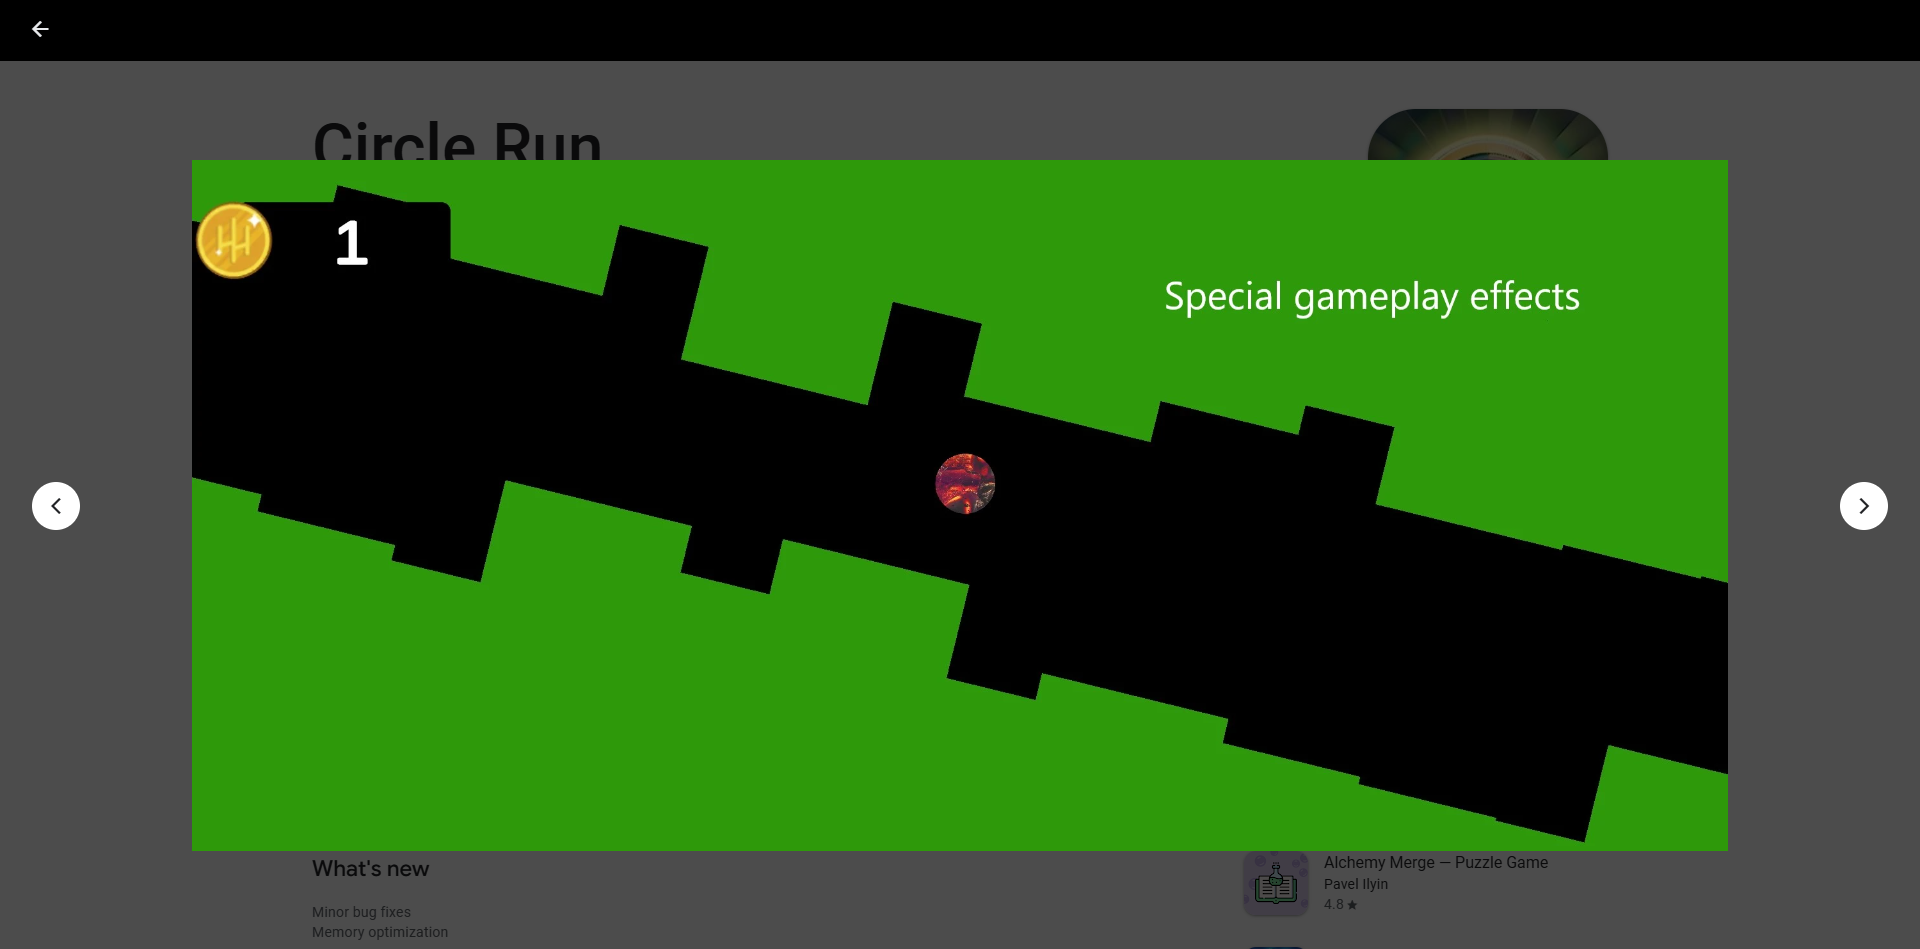 Circle Run
1
Special gameplay effects
What's new
Minor bug fixes
Memory optimization
Alchemy Merge — Puzzle Game
Pavel Ilyin
4.8